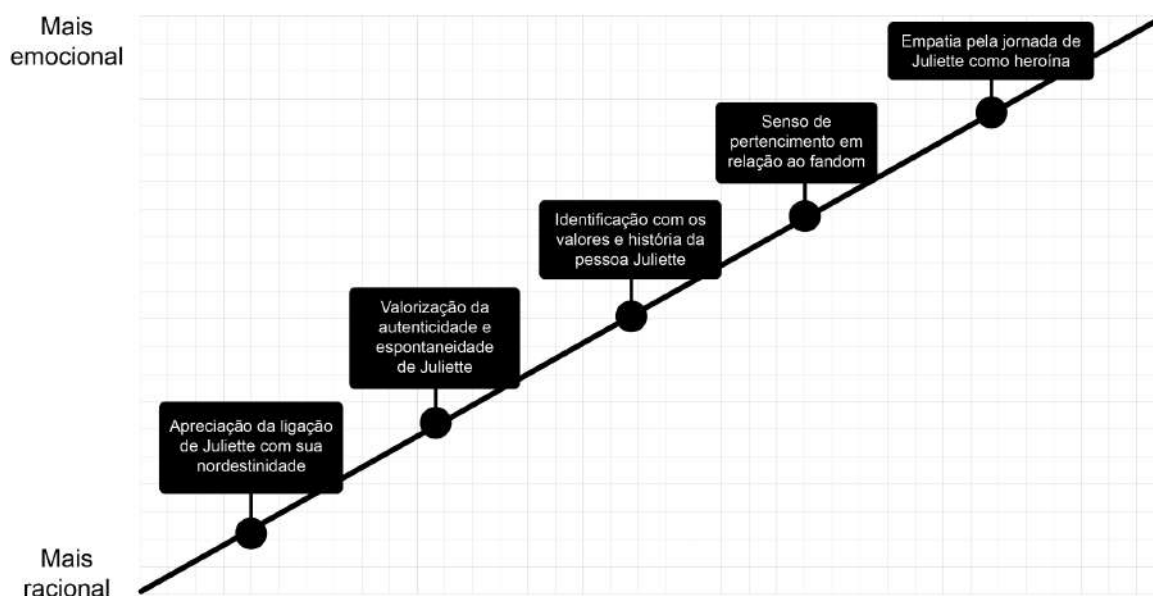 Mais
emocional
Empatia pela jornada de
Juliette como heroína
Senso de
pertencimento em
relação ao fandom
Identificação com os
valores e história da
pessoa Juliette
Valorização da
autenticidade e
espontaneidade
de Juliette
Apreciação da ligação
de Juliette com sua
nordestinidade
Mais
racional